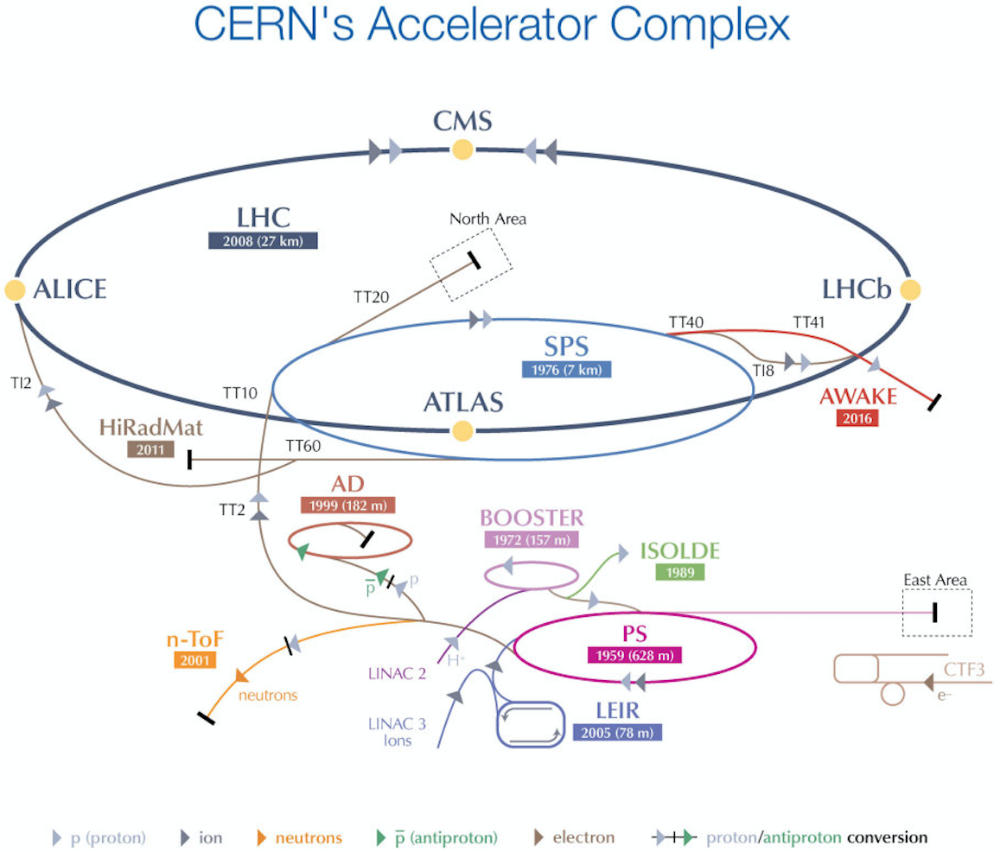 CERN's Accelerator Complex
CMS
LHC
2008 (27 km)
North Area
ALICE
LHCb
TT20
TT40
TT41
SPS
1976 (7 km)
TI2
TT10
TI8
ATLAS
AWAKE
2016
HiRadMat
2011
TT60
AD
1999 (182 m)
TT2
BOOSTER
1972 (157 m)
ISOLDE
1989
p̅
p
East Area
n-ToF
2001
PS
1959 (628 m)
H⁺
LINAC 2
neutrons
CTF3
e⁻
LINAC 3
Ions
LEIR
2005 (78 m)
p (proton)
ion
neutrons
p̅ (antiproton)
electron
proton/antiproton conversion